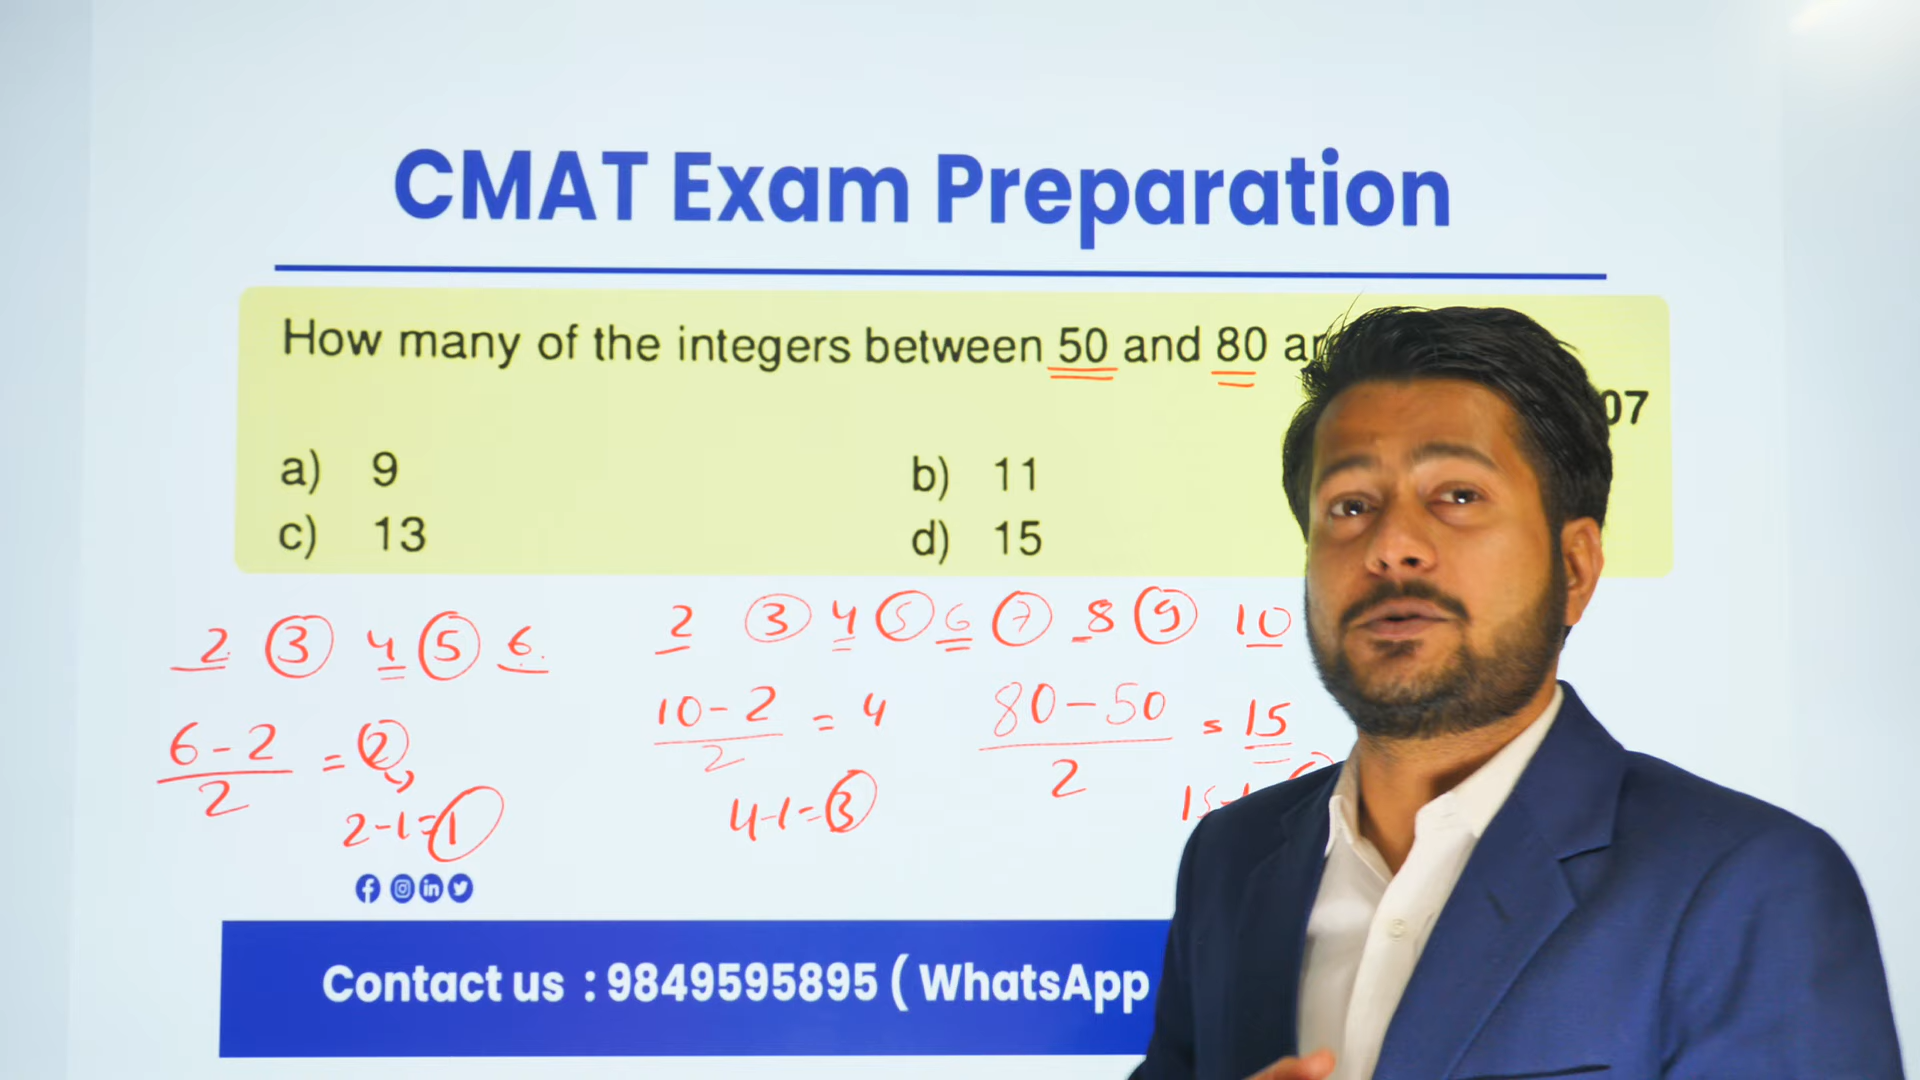 CMAT Exam Preparation
How many of the integers between 50 and 80
07
a) 9
b) 11
c) 13
d) 15
2 3 4 5 6
2 3 4 5 6 7 8 9 10
6-2/2 = 2
10-2/2 = 4
80-50/2 = 15
2-1=1
4-1=3
Contact us : 9849595895 ( WhatsApp